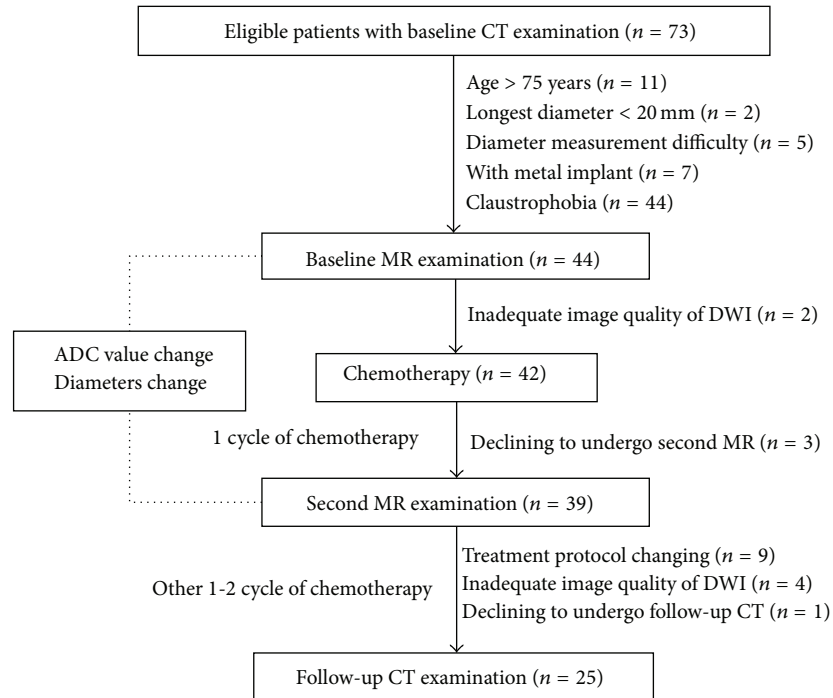 Eligible patients with baseline CT examination (n = 73)
Age > 75 years (n = 11)
Longest diameter < 20 mm (n = 2)
Diameter measurement difficulty (n = 5)
With metal implant (n = 7)
Claustrophobia (n = 44)
Baseline MR examination (n = 44)
Inadequate image quality of DWI (n = 2)
ADC value change
Diameters change
Chemotherapy (n = 42)
1 cycle of chemotherapy
Declining to undergo second MR (n = 3)
Second MR examination (n = 39)
Treatment protocol changing (n = 9)
Other 1-2 cycle of chemotherapy
Inadequate image quality of DWI (n = 4)
Declining to undergo follow-up CT (n = 1)
Follow-up CT examination (n = 25)